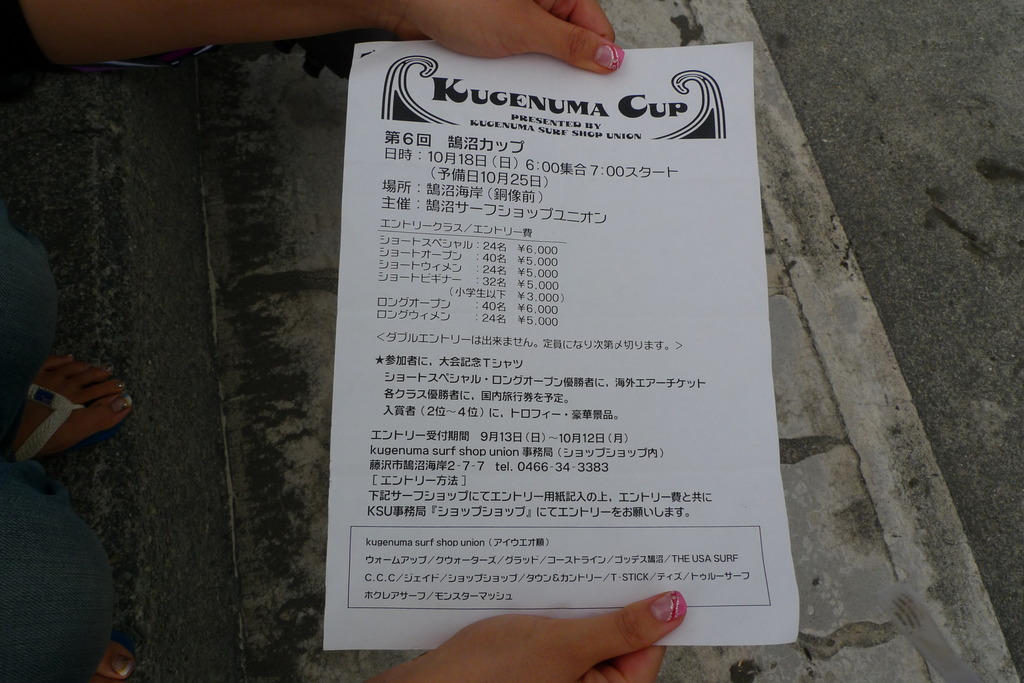 KUGENUMA CUP
PRESENTED BY
KUGENUMA SURF SHOP UNION
第6回 鵠沼カップ
日時：10月18日（日）6:00集合 7:00スタート
（予備日10月25日）
場所：鵠沼海岸（銅像前）
主催：鵠沼サーフショップユニオン
エントリークラス／エントリー費
ショートスペシャル：24名 ￥6,000
ショートオープン ：40名 ￥5,000
ショートウィメン ：24名 ￥5,000
ショートビギナー ：32名 ￥5,000
（小学生以下 ￥3,000）
ロングオープン ：40名 ￥6,000
ロングウィメン ：24名 ￥5,000
＜ダブルエントリーは出来ません。定員になり次第〆切ります。＞
★参加者に，大会記念Tシャツ
ショートスペシャル・ロングオープン優勝者に，海外エアーチケット
各クラス優勝者に，国内旅行券を予定。
入賞者（2位～4位）に，トロフィー・豪華景品。
エントリー受付期間 9月13日（日）～10月12日（月）
kugenuma surf shop union 事務局（ショップショップ内）
藤沢市鵠沼海岸2-7-7 tel. 0466-34-3383
［エントリー方法］
下記サーフショップにてエントリー用紙記入の上，エントリー費と共に
KSU事務局『ショップショップ』にてエントリーをお願いします。
kugenuma surf shop union（アイウエオ順）
ウォームアップ／クウォーターズ／グラッド／コーストライン／ゴッデス鵠沼／THE USA SURF
C.C.C／ジェイド／ショップショップ／タウン&カントリー／T-STICK／ティズ／トゥルーサーフ
ホクレアサーフ／モンスターマッシュ